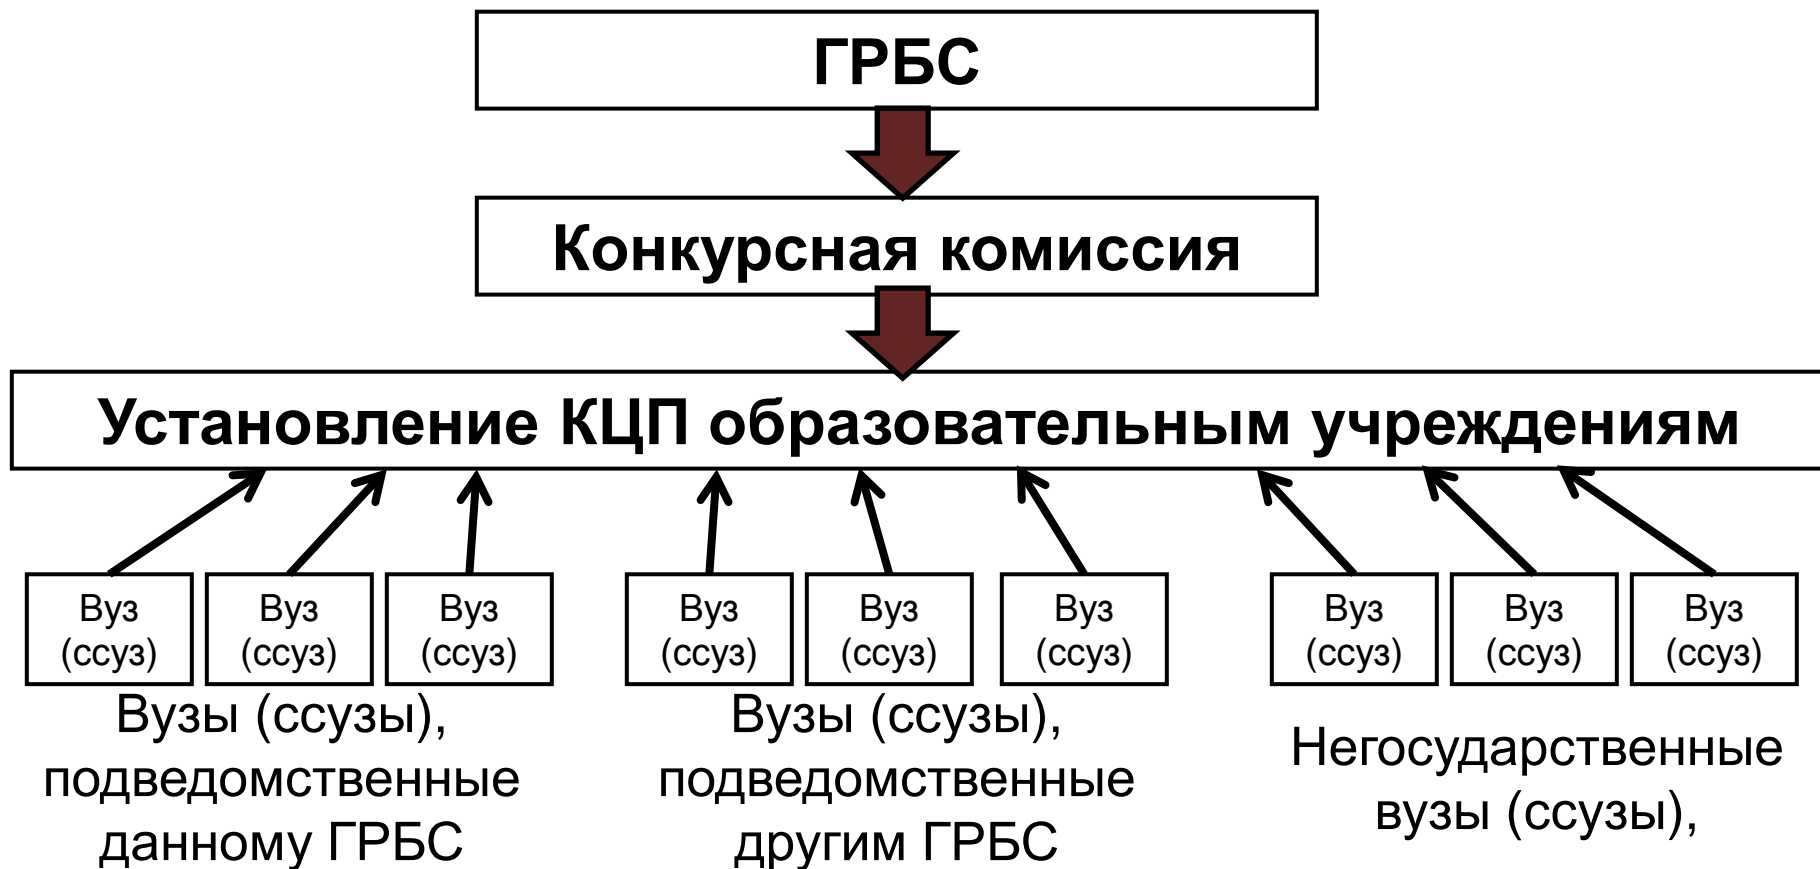 ГРБС
Конкурсная комиссия
Установление КЦП образовательным учреждениям
Вуз
(ссуз)
Вуз
(ссуз)
Вуз
(ссуз)
Вуз
(ссуз)
Вуз
(ссуз)
Вуз
(ссуз)
Вуз
(ссуз)
Вуз
(ссуз)
Вуз
(ссуз)
Вузы (ссузы),
подведомственные
данному ГРБС
Вузы (ссузы),
подведомственные
другим ГРБС
Негосударственные
вузы (ссузы),